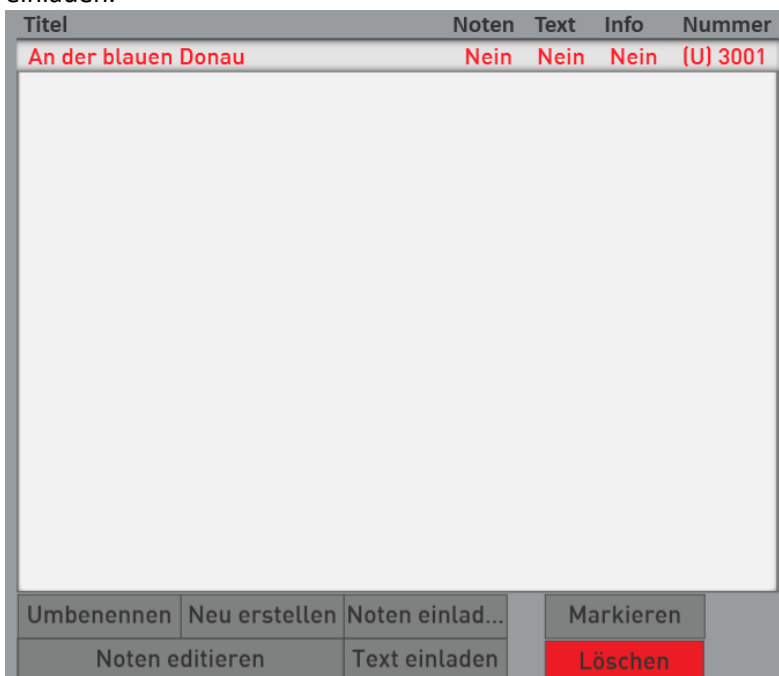 einladen.
Titel Noten Text Info Nummer
An der blauen Donau Nein Nein Nein (U) 3001
Umbenennen Neu erstellen Noten einlad... Markieren
Noten editieren Text einladen Löschen